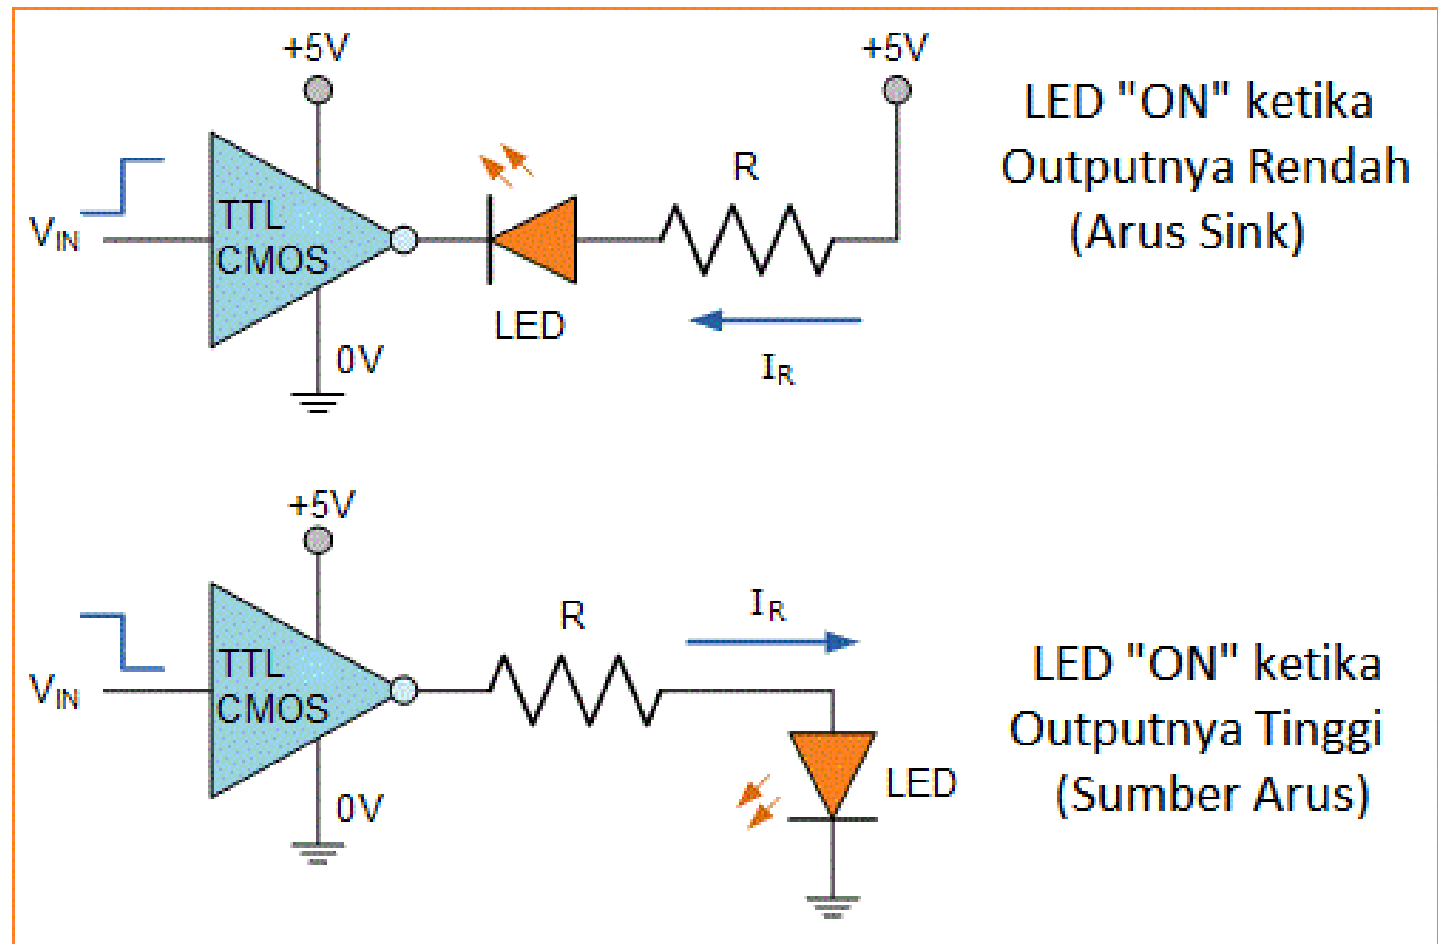 +5V
+5V
LED "ON" ketika
Outputnya Rendah
(Arus Sink)
R
TTL
CMOS
VIN
LED
0V
IR
+5V
IR
R
LED "ON" ketika
Outputnya Tinggi
(Sumber Arus)
TTL
CMOS
VIN
LED
0V